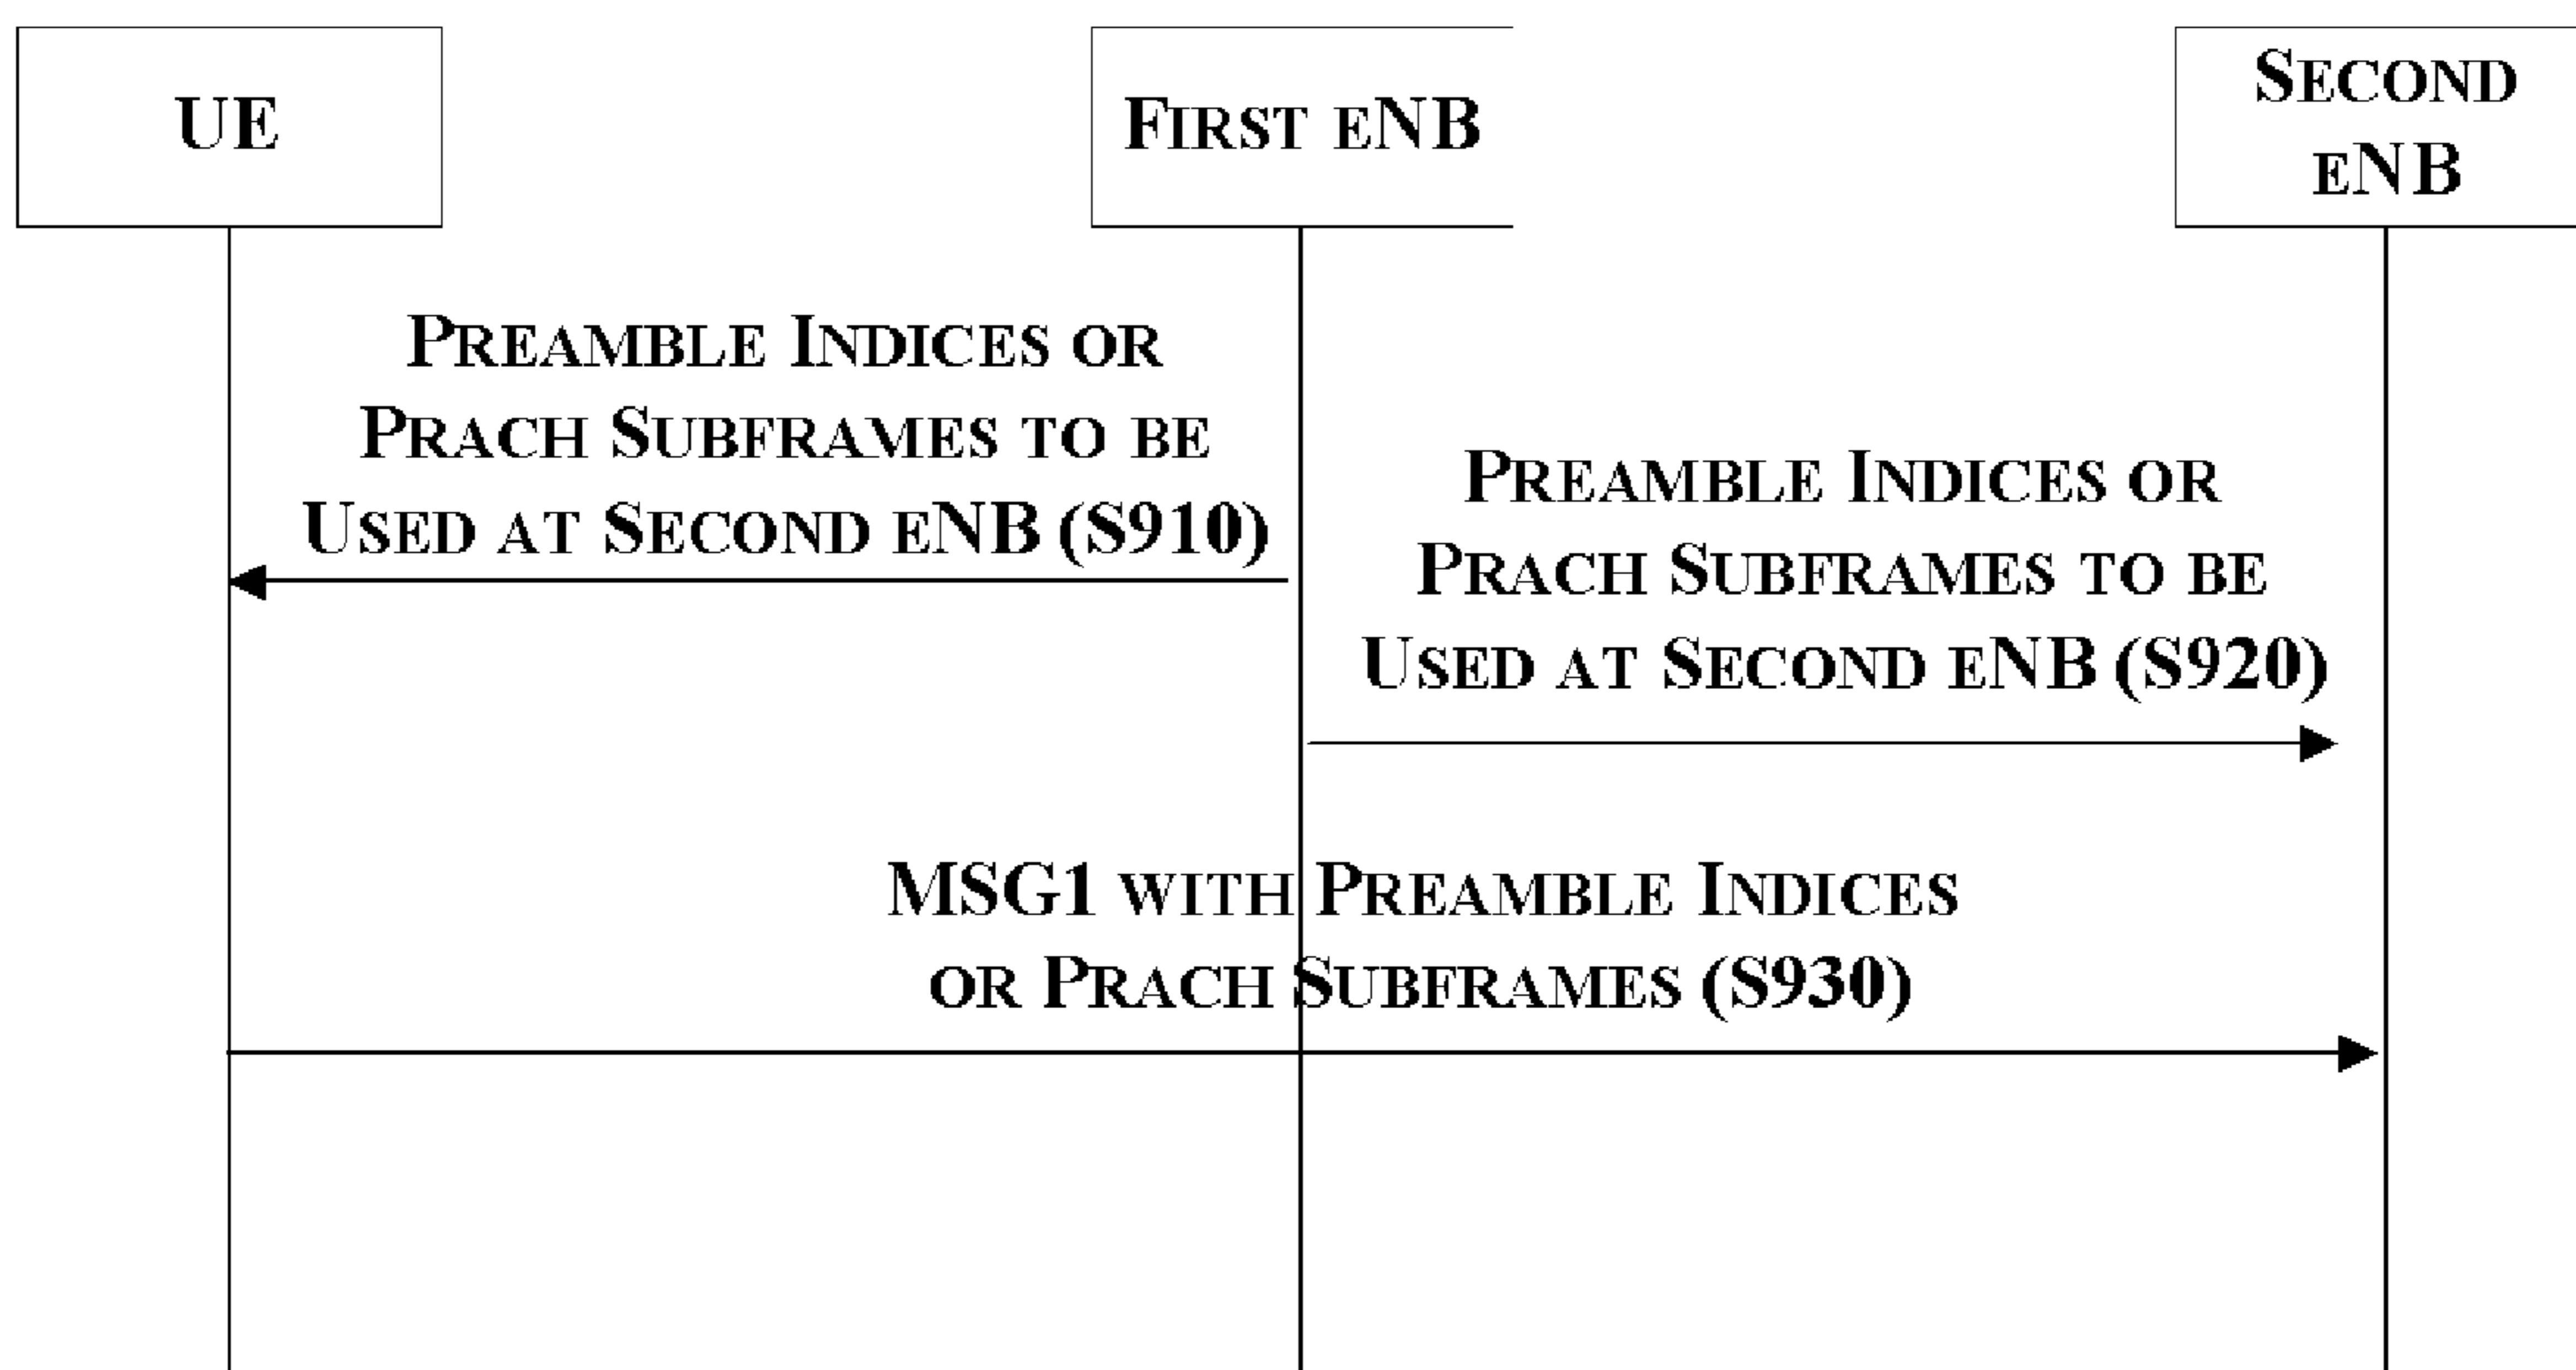 UE
FIRST eNB
SECOND
eNB
PREAMBLE INDICES OR
PRACH SUBFRAMES TO BE
USED AT SECOND eNB (S910)
PREAMBLE INDICES OR
PRACH SUBFRAMES TO BE
USED AT SECOND eNB (S920)
MSG1 WITH PREAMBLE INDICES
OR PRACH SUBFRAMES (S930)